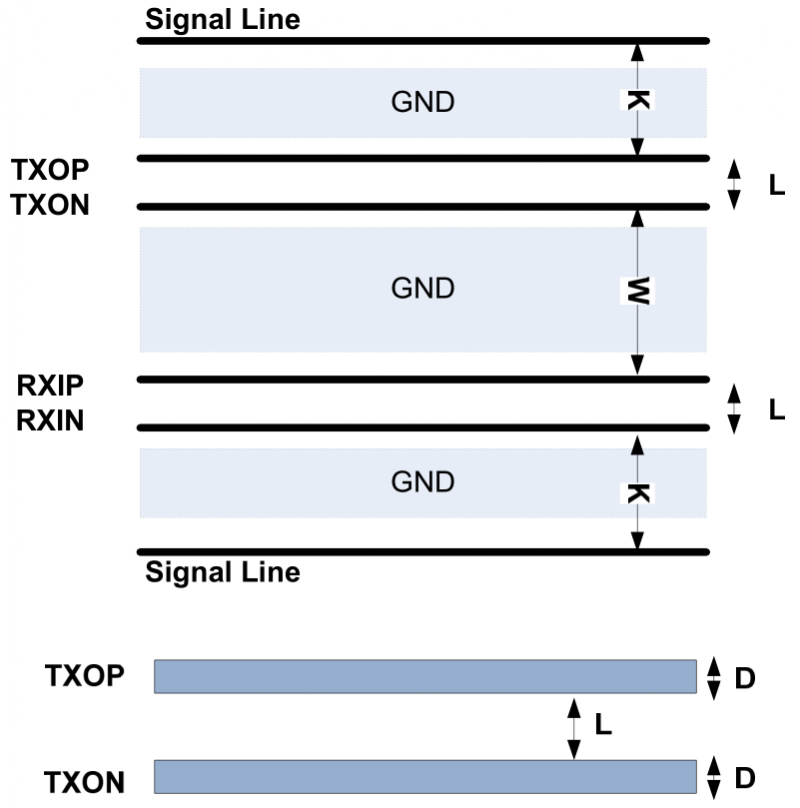 Signal Line
GND
K
TXOP
L
TXON
GND
W
RXIP
L
RXIN
GND
K
Signal Line
TXOP
D
L
TXON
D